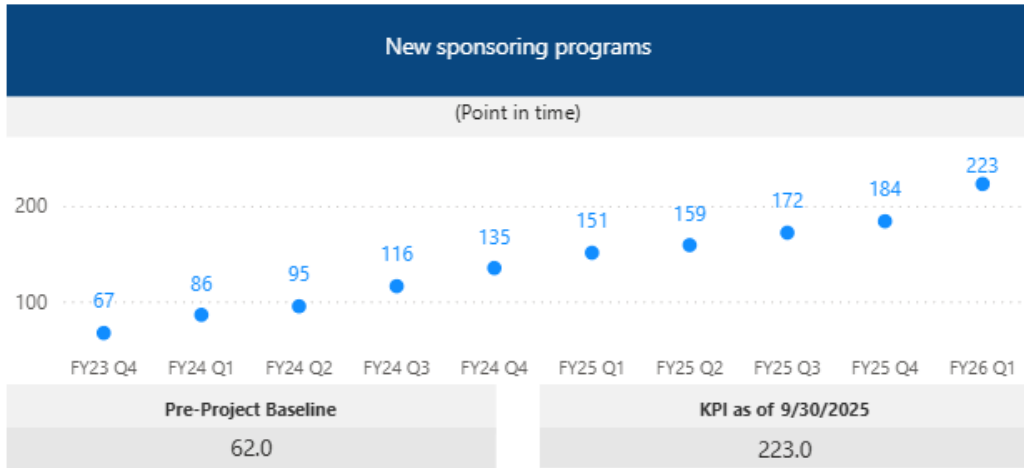 New sponsoring programs
(Point in time)
223
200
184
172
159
151
135
116
95
86
100
67
FY23 Q4 FY24 Q1 FY24 Q2 FY24 Q3 FY24 Q4 FY25 Q1 FY25 Q2 FY25 Q3 FY25 Q4 FY26 Q1
Pre-Project Baseline
62.0
KPI as of 9/30/2025
223.0